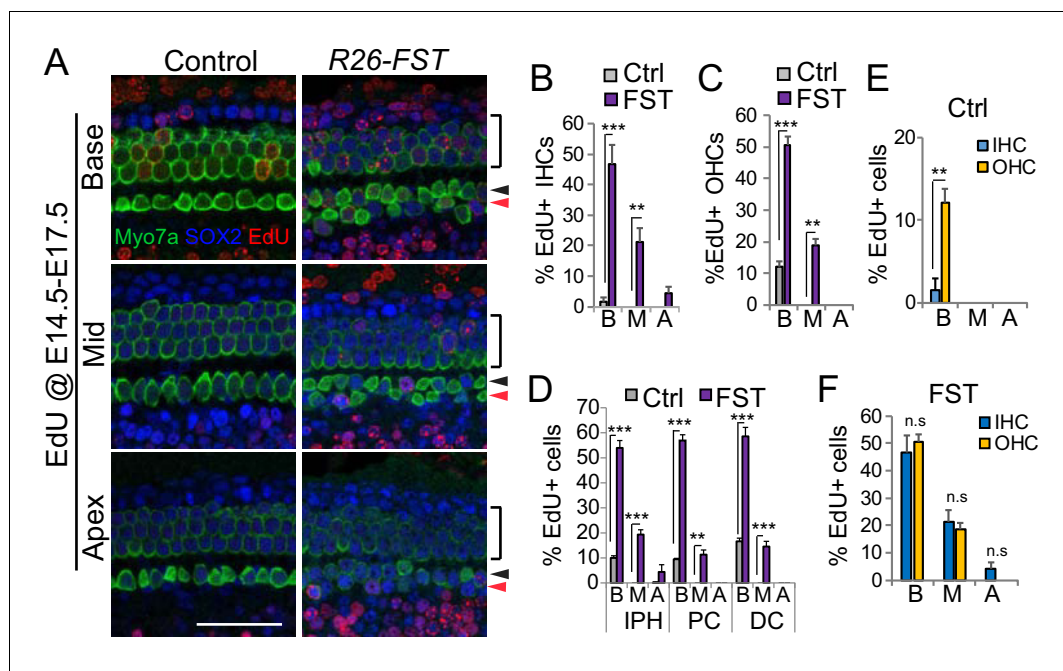 A
Control
R26-FST
EdU @ E14.5-E17.5
Base
Myo7a SOX2 EdU
Mid
Apex
B
Ctrl
FST
% EdU+ IHCs
60
50
40
30
20
10
0
***
**
B M A
C
Ctrl
FST
%EdU+ OHCs
60
50
40
30
20
10
0
***
**
B M A
E
Ctrl
IHC
OHC
% EdU+ cells
20
10
0
**
B M A
D
Ctrl FST
% EdU+ cells
70
60
50
40
30
20
10
0
*** *** *** ** *** ***
B M A B M A B M A
IPH PC DC
F
FST
IHC
OHC
% EdU+ cells
60
50
40
30
20
10
0
n.s
n.s
n.s
B M A